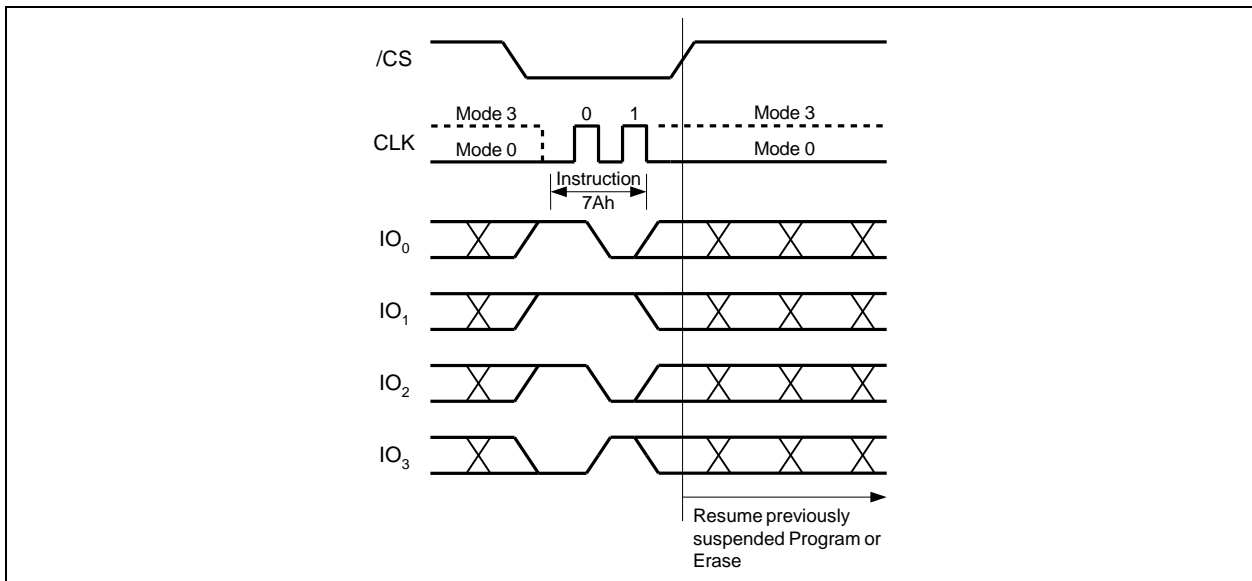 /CS
Mode 3 0 1 Mode 3
CLK
Mode 0 Mode 0
Instruction
7Ah
IO0
IO1
IO2
IO3
Resume previously
suspended Program or
Erase